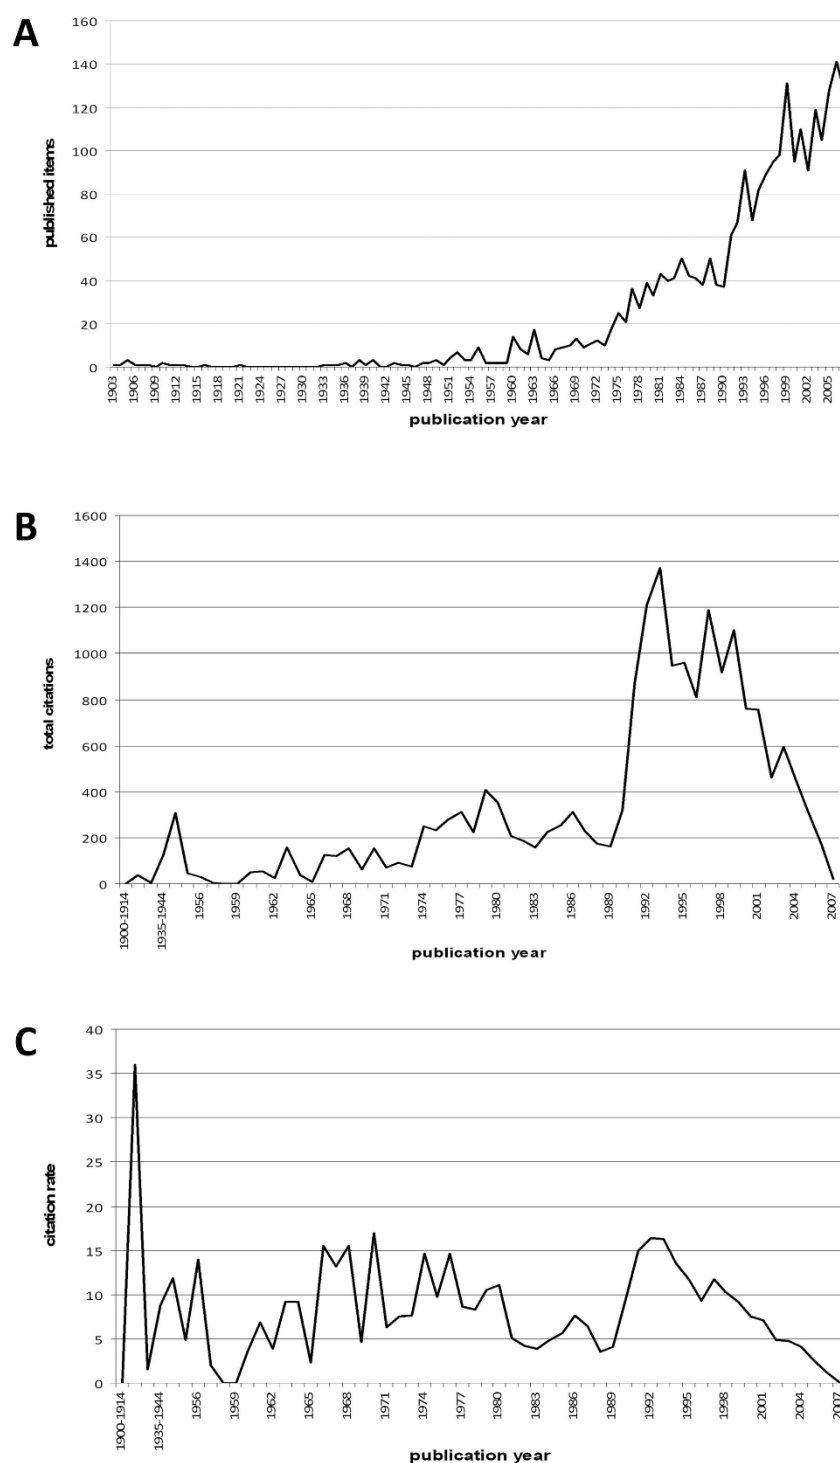 A
160
140
120
100
80
60
40
20
0
published items
1903 1906 1909 1912 1915 1918 1921 1924 1927 1930 1933 1936 1939 1942 1945 1948 1951 1954 1957 1960 1963 1966 1969 1972 1975 1978 1981 1984 1987 1990 1993 1996 1999 2002 2005
publication year
B
1600
1400
1200
1000
800
600
400
200
0
total citations
1900-1914 1935-1944 1956 1959 1962 1965 1968 1971 1974 1977 1980 1983 1986 1989 1992 1995 1998 2001 2004 2007
publication year
C
40
35
30
25
20
15
10
5
0
citation rate
1900-1914 1935-1944 1956 1959 1962 1965 1968 1971 1974 1977 1980 1983 1986 1989 1992 1995 1998 2001 2004 2007
publication year